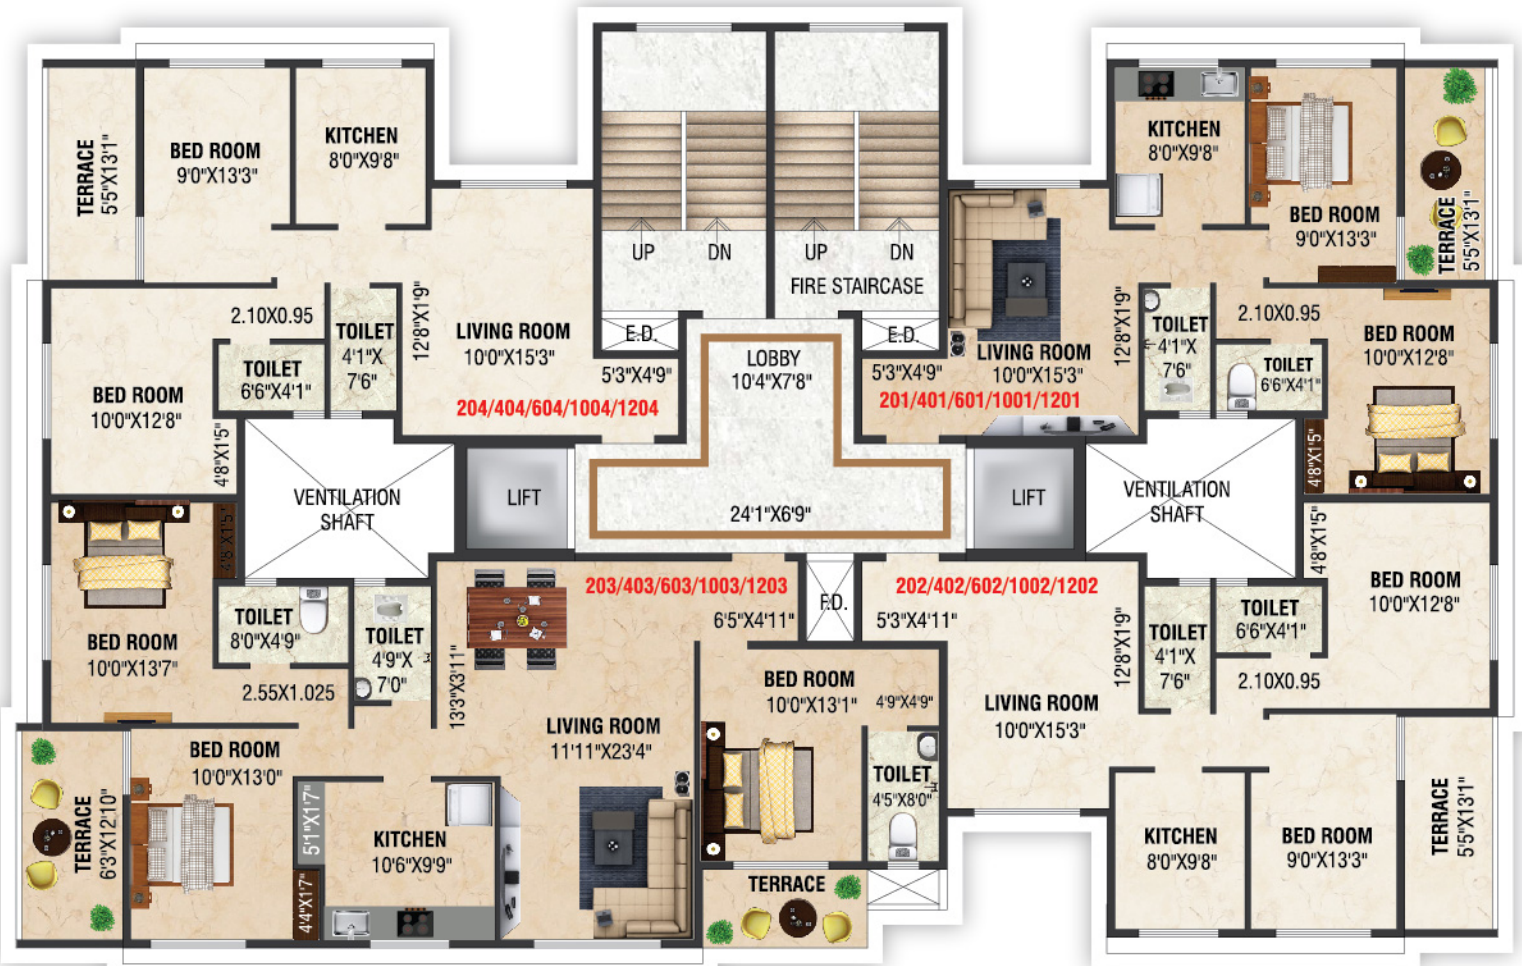 TERRACE
5'5"X13'1"
BED ROOM
9'0"X13'3"
KITCHEN
8'0"X9'8"
UP
DN
UP
DN
FIRE STAIRCASE
KITCHEN
8'0"X9'8"
BED ROOM
9'0"X13'3"
TERRACE
5'5"X13'1"
2.10X0.95
TOILET
4'1"X
7'6"
TOILET
6'6"X4'1"
12'8"X1'9"
LIVING ROOM
10'0"X15'3"
E.D.
5'3"X4'9"
204/404/604/1004/1204
LOBBY
10'4"X7'8"
24'1"X6'9"
E.D.
5'3"X4'9"
LIVING ROOM
10'0"X15'3"
201/401/601/1001/1201
12'8"X1'9"
TOILET
4'1"X
7'6"
2.10X0.95
TOILET
6'6"X4'1"
BED ROOM
10'0"X12'8"
4'8"X1'5"
BED ROOM
10'0"X12'8"
4'8"X1'5"
VENTILATION
SHAFT
LIFT
LIFT
VENTILATION
SHAFT
4'8"X1'5"
4'8"X1'5"
BED ROOM
10'0"X12'8"
BED ROOM
10'0"X13'7"
TOILET
8'0"X4'9"
2.55X1.025
TOILET
4'9"X
7'0"
13'3"X3'11"
203/403/603/1003/1203
6'5"X4'11"
LIVING ROOM
11'11"X23'4"
F.D.
202/402/602/1002/1202
5'3"X4'11"
LIVING ROOM
10'0"X15'3"
12'8"X1'9"
TOILET
4'1"X
7'6"
TOILET
6'6"X4'1"
2.10X0.95
BED ROOM
10'0"X13'1"
4'9"X4'9"
TOILET
4'5"X8'0"
TERRACE
TERRACE
6'3"X12'10"
BED ROOM
10'0"X13'0"
5'1"X1'7"
4'4"X1'7"
KITCHEN
10'6"X9'9"
KITCHEN
8'0"X9'8"
BED ROOM
9'0"X13'3"
TERRACE
5'5"X13'1"